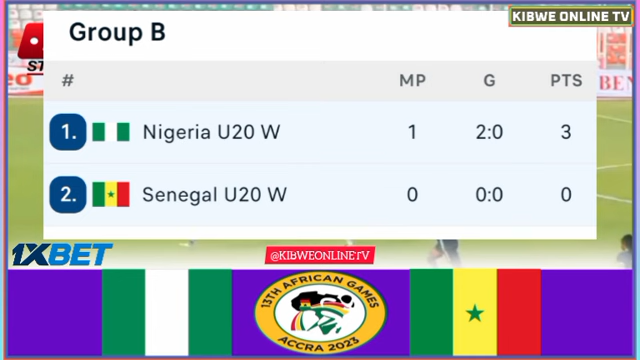 KIBWE ONLINE TV
Group B
# MP G PTS
1. Nigeria U20 W 1 2:0 3
2. Senegal U20 W 0 0:0 0
1XBET
@KIBWEONLINETV
13TH AFRICAN GAMES
ACCRA 2023